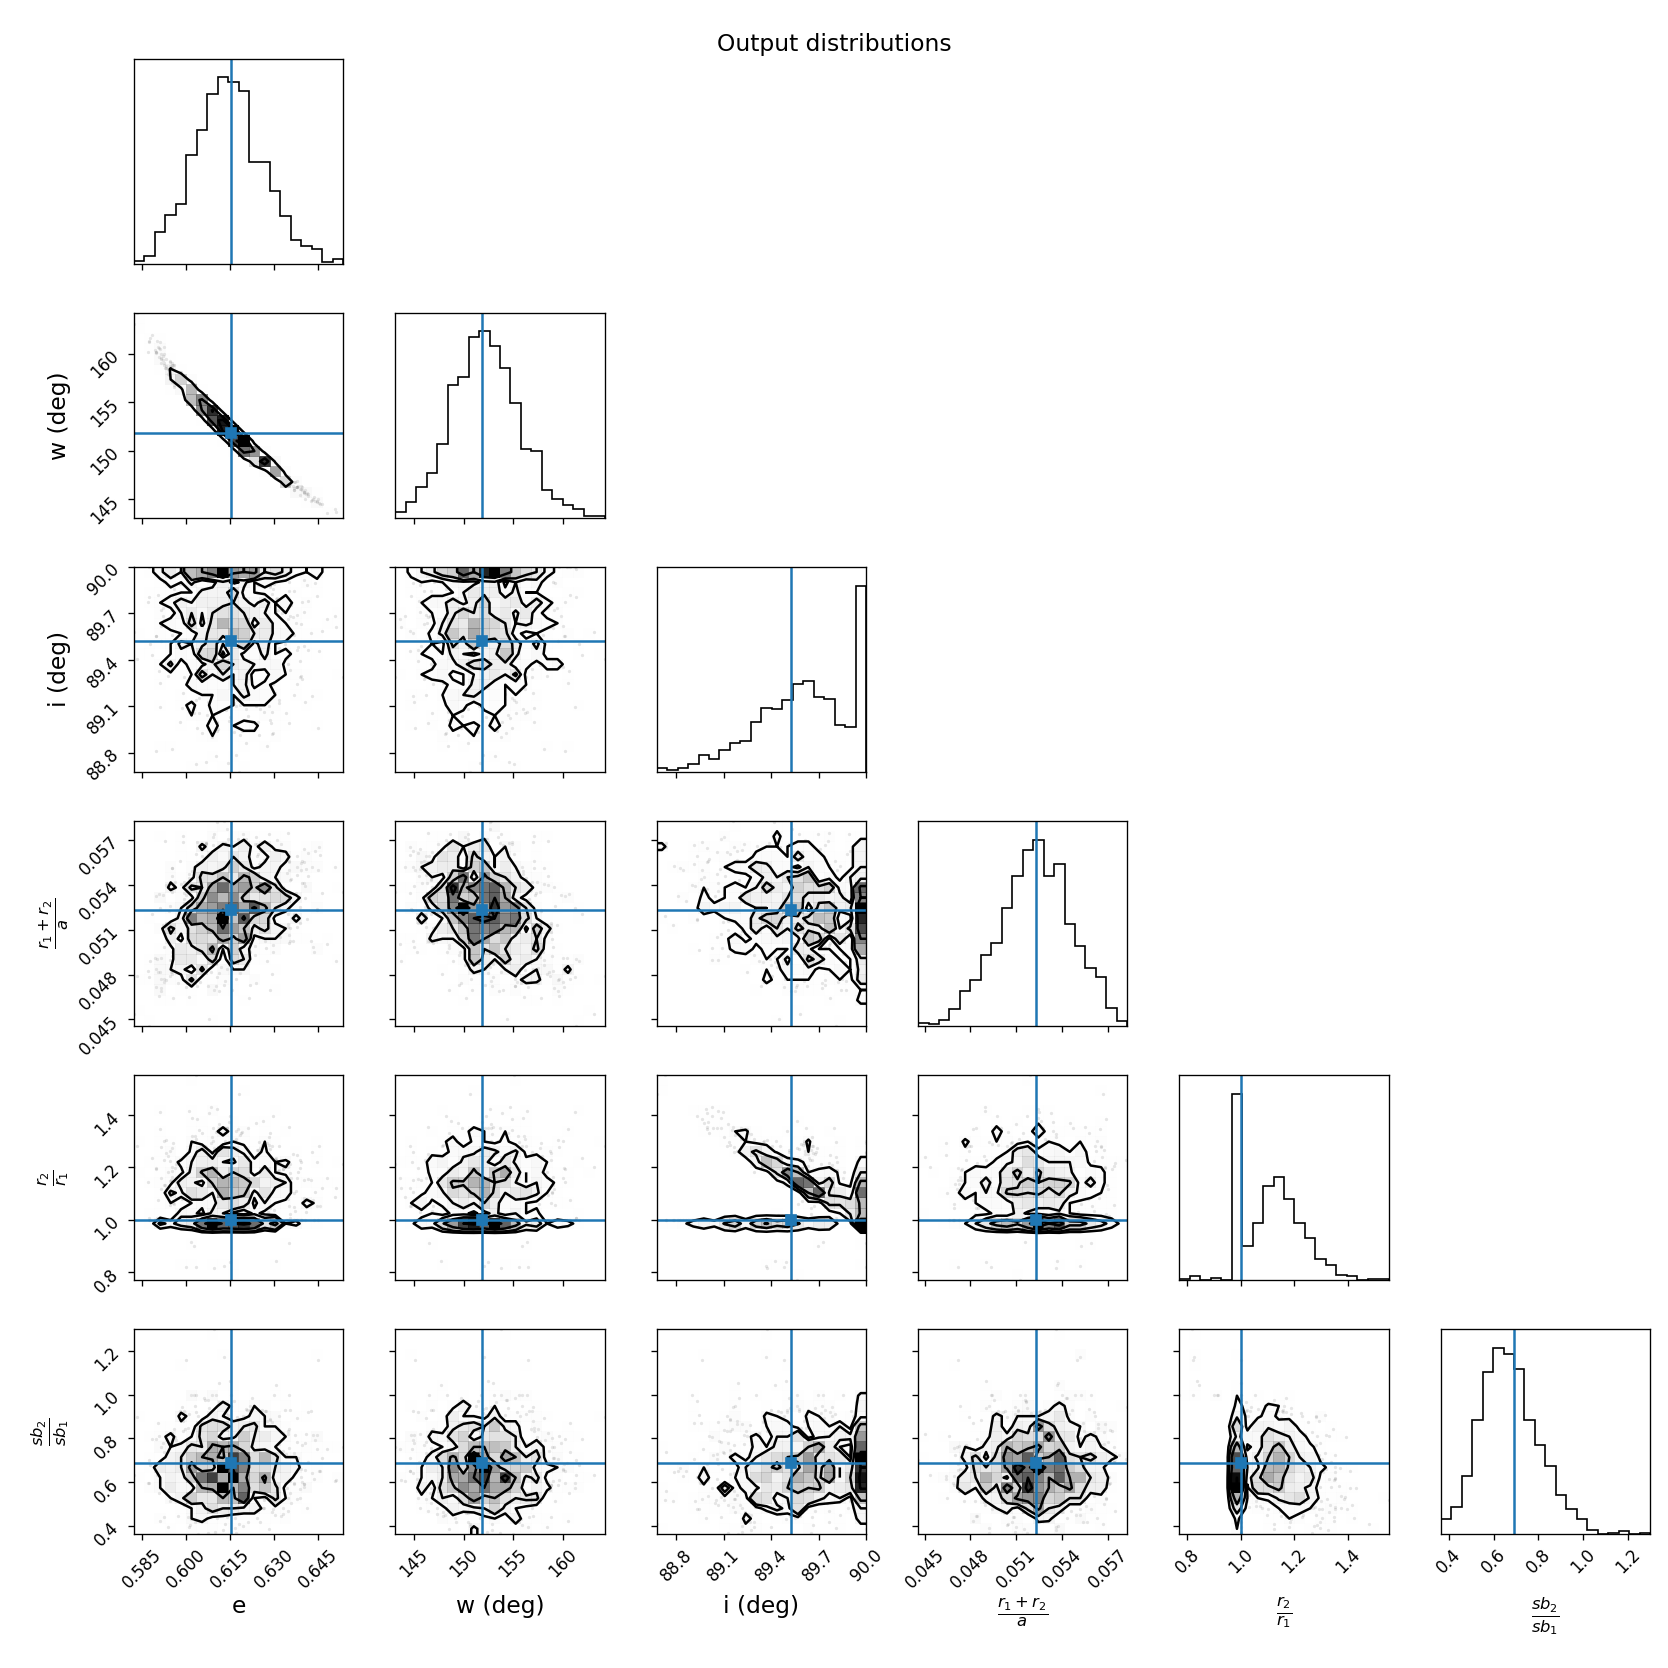 Output distributions
160
155
150
145
w (deg)
90.0
89.7
89.4
89.1
88.8
i (deg)
0.057
0.054
0.051
0.048
0.045
r₁ + r₂
a
1.4
1.2
1.0
0.8
r₂
r₁
1.2
1.0
0.8
0.6
0.4
sb₂
sb₁
0.585 0.600 0.615 0.630 0.645 145 150 155 160 88.8 89.1 89.4 89.7 90.0 0.045 0.048 0.051 0.054 0.057 0.8 1.0 1.2 1.4 0.4 0.6 0.8 1.0 1.2
e w (deg) i (deg) r₁ + r₂ r₂ sb₂
a r₁ sb₁